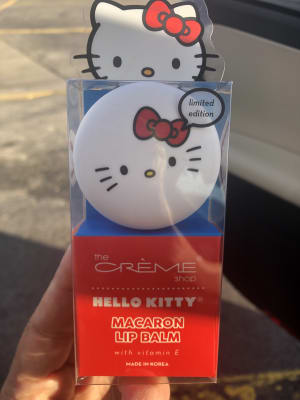 limited
edition
the
CRÈME
shop
HELLO KITTY®
MACARON
LIP BALM
with vitamin E
MADE IN KOREA